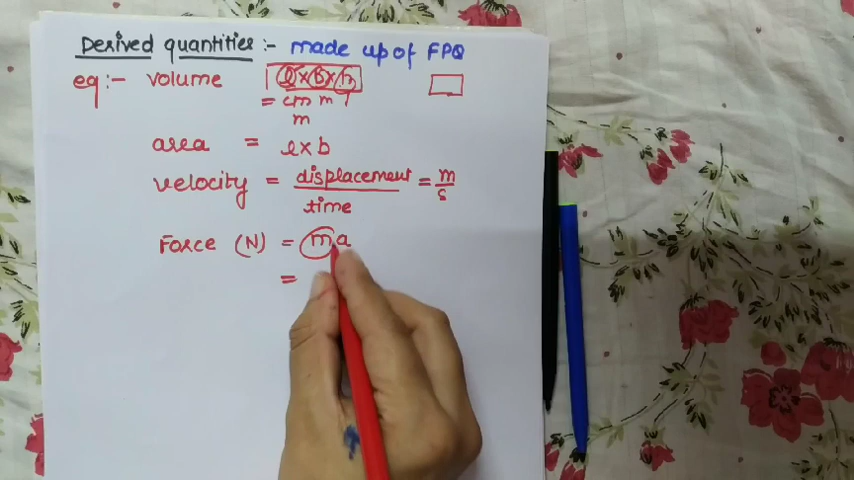 Derived quantities :- made up of FPQ
eg :- volume l x b x h
= cm m
m
area = l x b
velocity = displacement = m
time s
Force (N) = ma
=